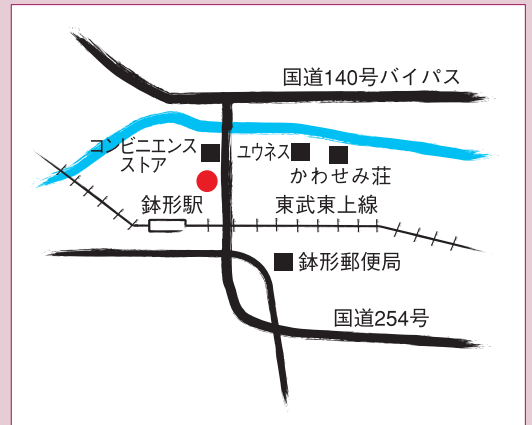 国道140号バイパス
コンビニエンス
ストア
ユウネス
かわせみ荘
鉢形駅
東武東上線
鉢形郵便局
国道254号